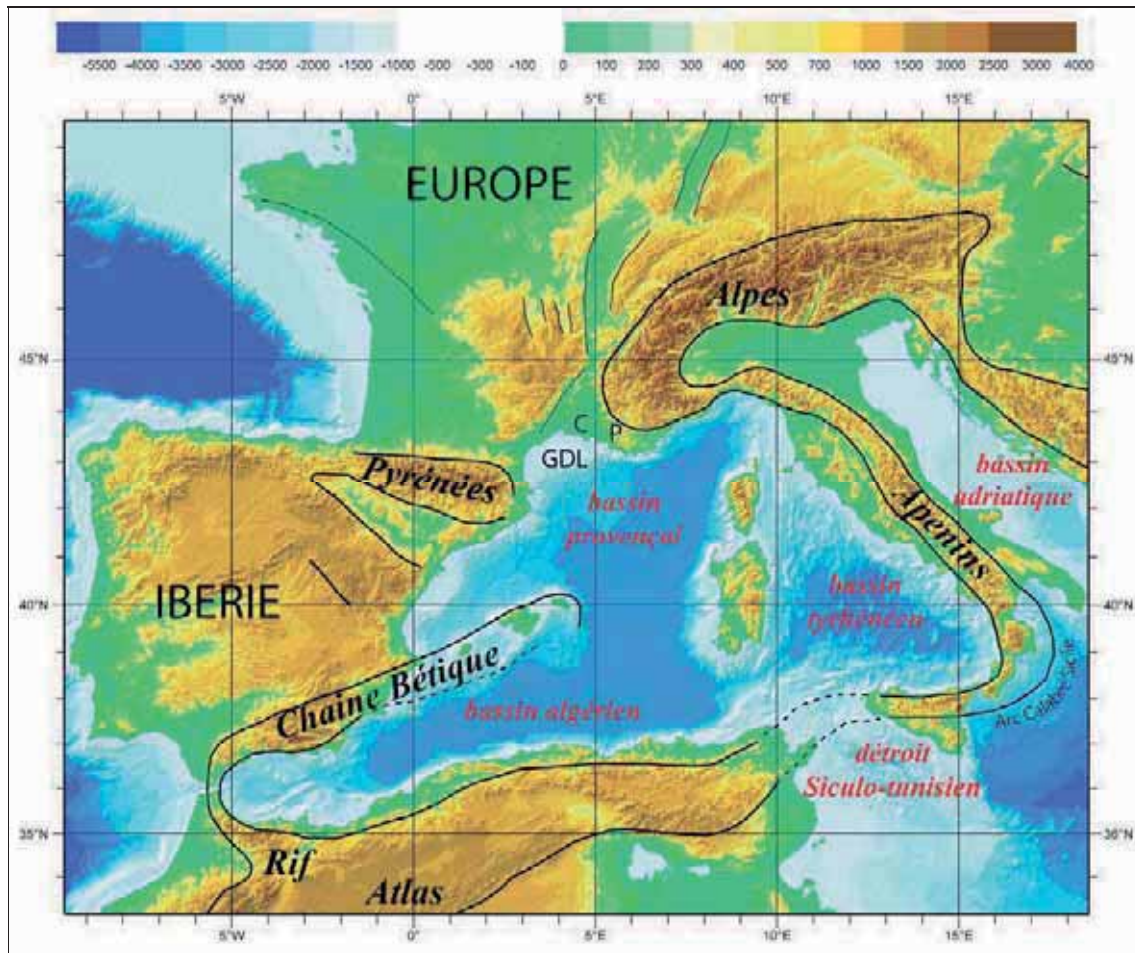 -5500 -4000 -3500 -3000 -2500 -2000 -1000 -500 -300 -100 0 100 200 300 400 500 700 1000 1500 2000 2500 3000 4000
5°W 0° 5°E 10°E 15°E
EUROPE
Alpes
45°N 45°N
C
P
GDL
Pyrénées
bassin
provençal
bassin
adriatique
Apenins
40°N 40°N
IBERIE
bassin
tyrhénéen
Chaine Bétique
bassin algérien
Arc Calabre Sicile
détroit
Siculo-tunisien
35°N 35°N
Rif
Atlas
5°W 0° 5°E 10°E 15°E